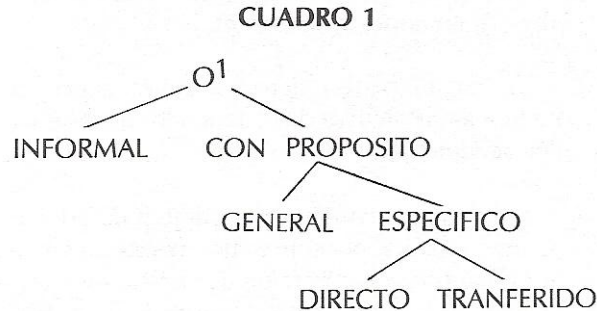 CUADRO 1
O¹
INFORMAL CON PROPOSITO
GENERAL ESPECIFICO
DIRECTO TRANFERIDO